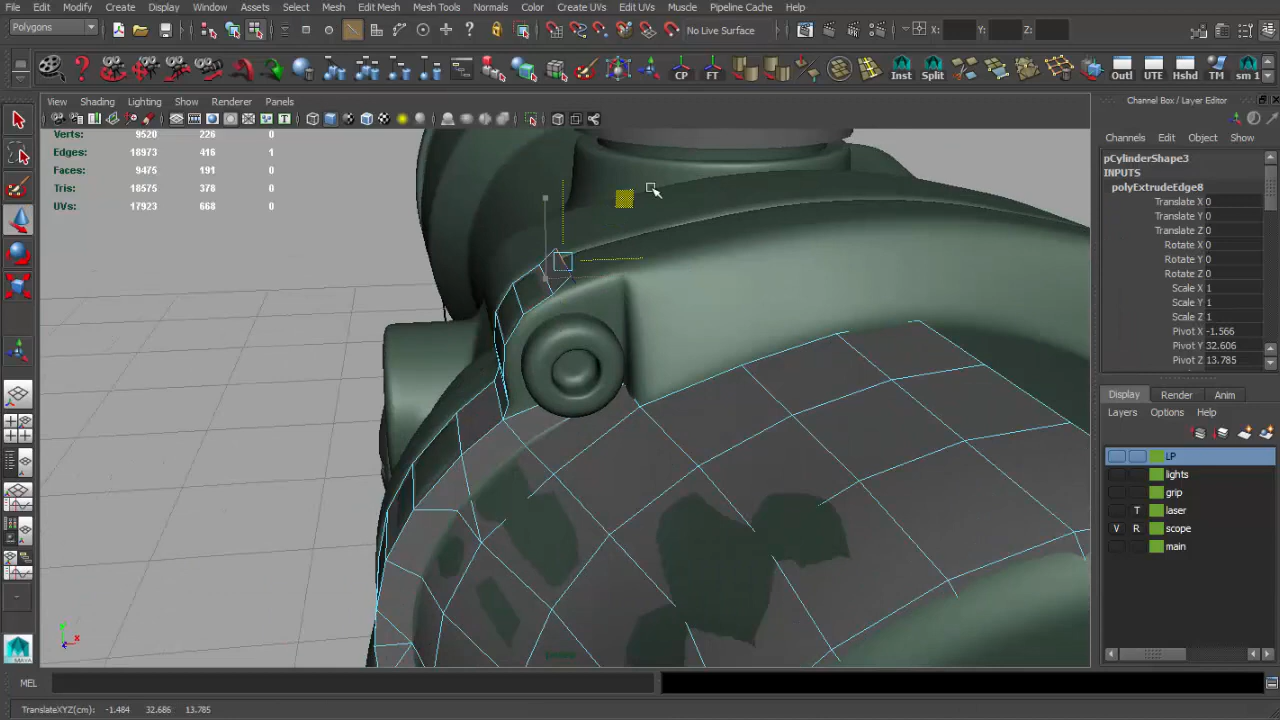 File Edit Modify Create Display Window Assets Select Mesh Edit Mesh Mesh Tools Normals Color Create UVs Edit UVs Muscle Pipeline Cache Help
Polygons No Live Surface X: Y: Z:
CP FT Inst Split Outl UTE Hshd TM sm 1
View Shading Lighting Show Renderer Panels
Channel Box / Layer Editor
Verts: 9520 226 0
Edges: 18973 416 1
Faces: 9475 191 0
Tris: 18575 378 0
UVs: 17923 668 0
Channels Edit Object Show
pCylinderShape3
INPUTS
polyExtrudeEdge8
Translate X 0
Translate Y 0
Translate Z 0
Rotate X 0
Rotate Y 0
Rotate Z 0
Scale X 1
Scale Y 1
Scale Z 1
Pivot X -1.566
Pivot Y 32.606
Pivot Z 13.785
Display Render Anim
Layers Options Help
LP
lights
grip
T laser
V R scope
main
y x
MAYA
MEL
TranslateXYZ(cm): -1.484 32.686 13.785